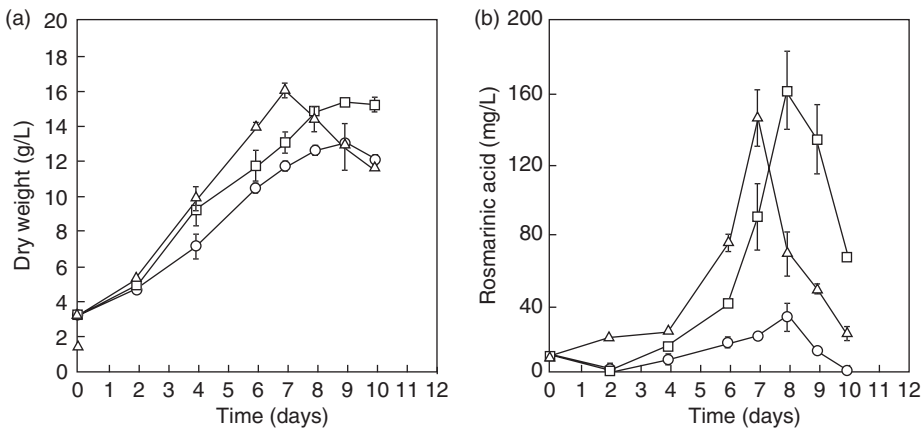 (a)
Dry weight (g/L)
20
18
16
14
12
10
8
6
4
2
0
0 1 2 3 4 5 6 7 8 9 10 11 12
Time (days)
(b)
Rosmarinic acid (mg/L)
200
160
120
80
40
0
0 1 2 3 4 5 6 7 8 9 10 11 12
Time (days)